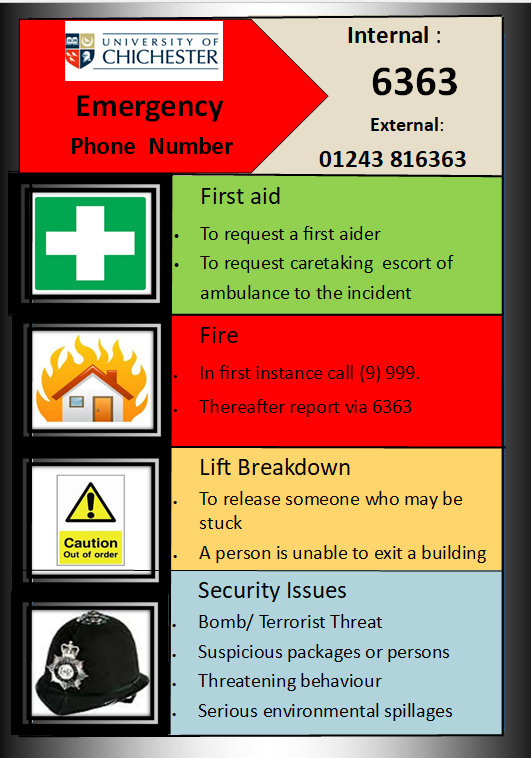 UNIVERSITY OF
CHICHESTER
Emergency
Phone Number
Internal :
6363
External:
01243 816363
First aid
• To request a first aider
• To request caretaking escort of
ambulance to the incident
Fire
• In first instance call (9) 999.
• Thereafter report via 6363
Caution
Out of order
Lift Breakdown
• To release someone who may be
stuck
• A person is unable to exit a building
Security Issues
• Bomb/ Terrorist Threat
• Suspicious packages or persons
• Threatening behaviour
• Serious environmental spillages